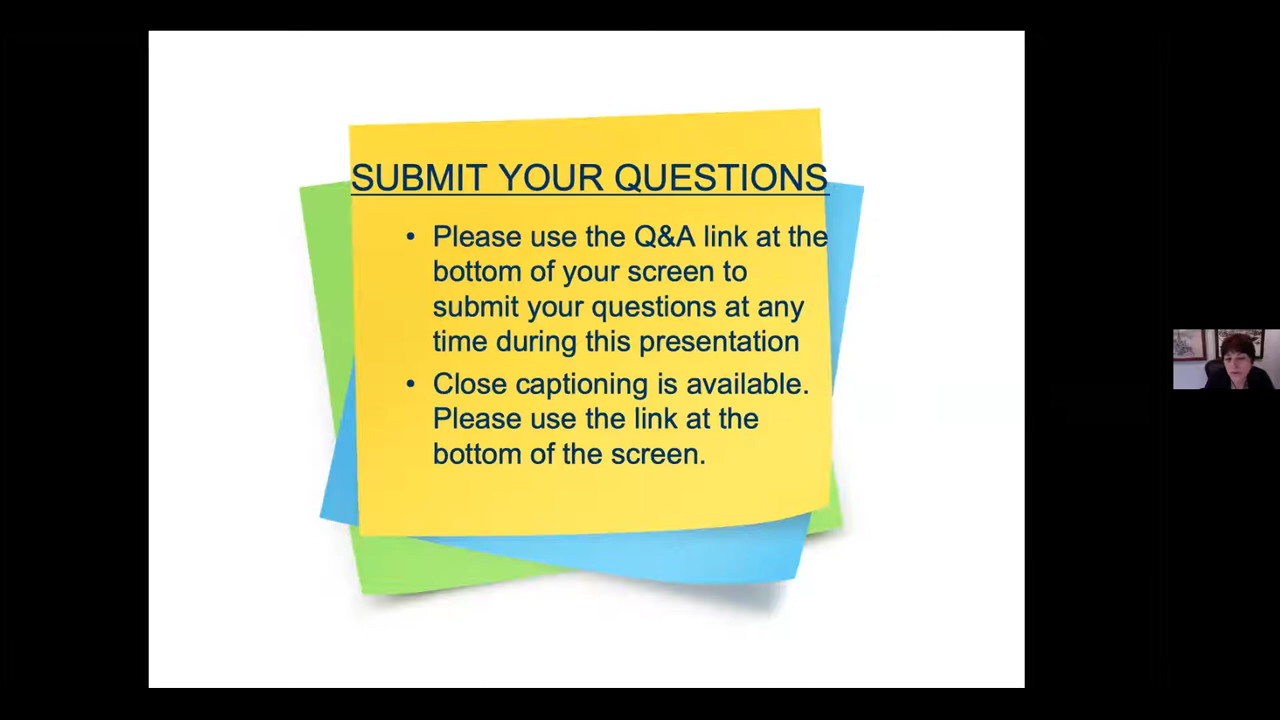 SUBMIT YOUR QUESTIONS
• Please use the Q&A link at the
bottom of your screen to
submit your questions at any
time during this presentation
• Close captioning is available.
Please use the link at the
bottom of the screen.